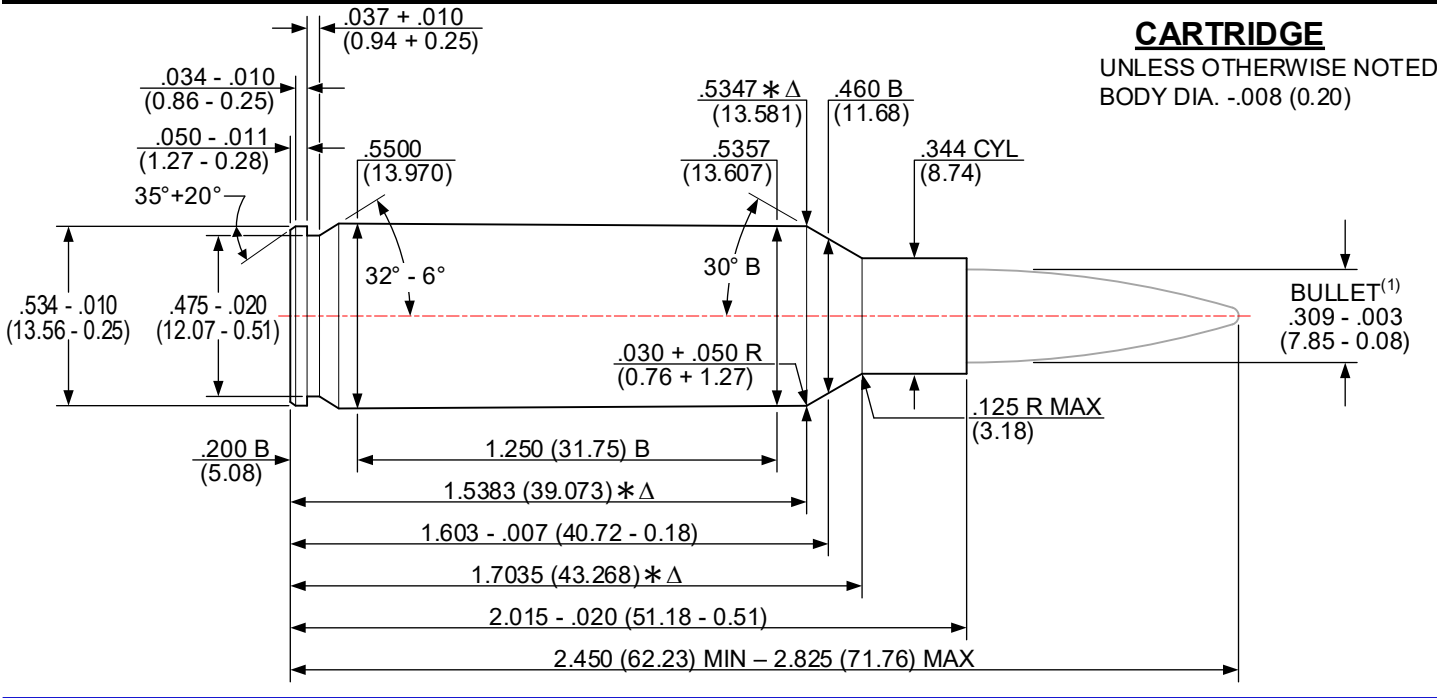 .037 + .010
(0.94 + 0.25)
CARTRIDGE
UNLESS OTHERWISE NOTED
BODY DIA. -.008 (0.20)
.034 - .010
(0.86 - 0.25)
.5347 * Δ
(13.581)
.460 B
(11.68)
.050 - .011
(1.27 - 0.28)
.5500
(13.970)
.5357
(13.607)
.344 CYL
(8.74)
35°+20°
32° - 6°
30° B
.534 - .010
(13.56 - 0.25)
.475 - .020
(12.07 - 0.51)
BULLET(1)
.309 - .003
(7.85 - 0.08)
.030 + .050 R
(0.76 + 1.27)
.125 R MAX
(3.18)
.200 B
(5.08)
1.250 (31.75) B
1.5383 (39.073) * Δ
1.603 - .007 (40.72 - 0.18)
1.7035 (43.268) * Δ
2.015 - .020 (51.18 - 0.51)
2.450 (62.23) MIN – 2.825 (71.76) MAX